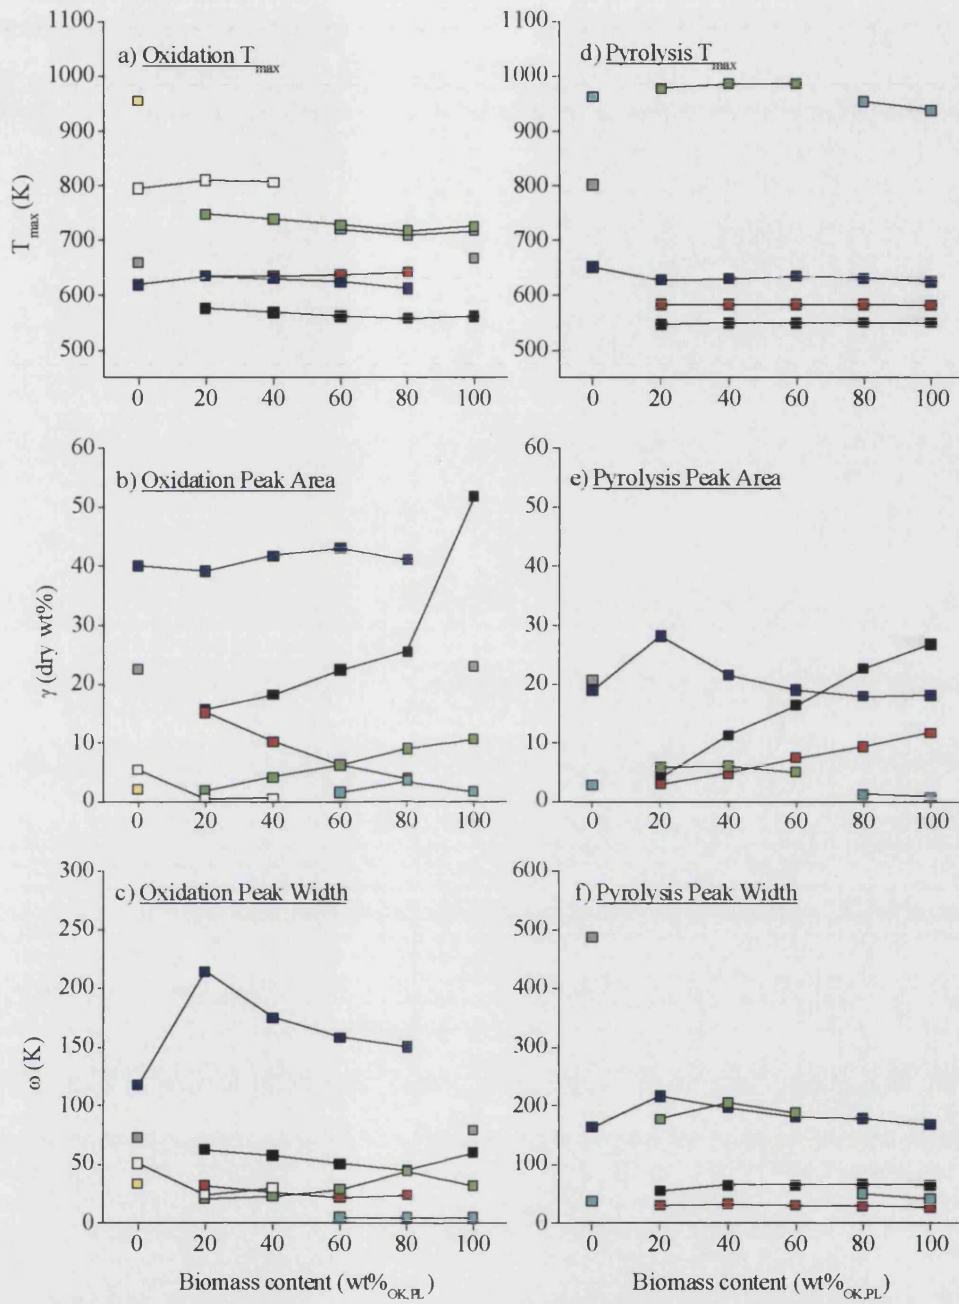 a) Oxidation T_max
1100
1000
900
800
700
600
500
T_max (K)
0 20 40 60 80 100
d) Pyrolysis T_max
1100
1000
900
800
700
600
500
0 20 40 60 80 100
b) Oxidation Peak Area
60
50
40
30
20
10
0
γ (dry wt%)
0 20 40 60 80 100
e) Pyrolysis Peak Area
60
50
40
30
20
10
0
0 20 40 60 80 100
c) Oxidation Peak Width
300
250
200
150
100
50
0
ω (K)
0 20 40 60 80 100
Biomass content (wt%_OK,PL)
f) Pyrolysis Peak Width
600
500
400
300
200
100
0
0 20 40 60 80 100
Biomass content (wt%_OK,PL)